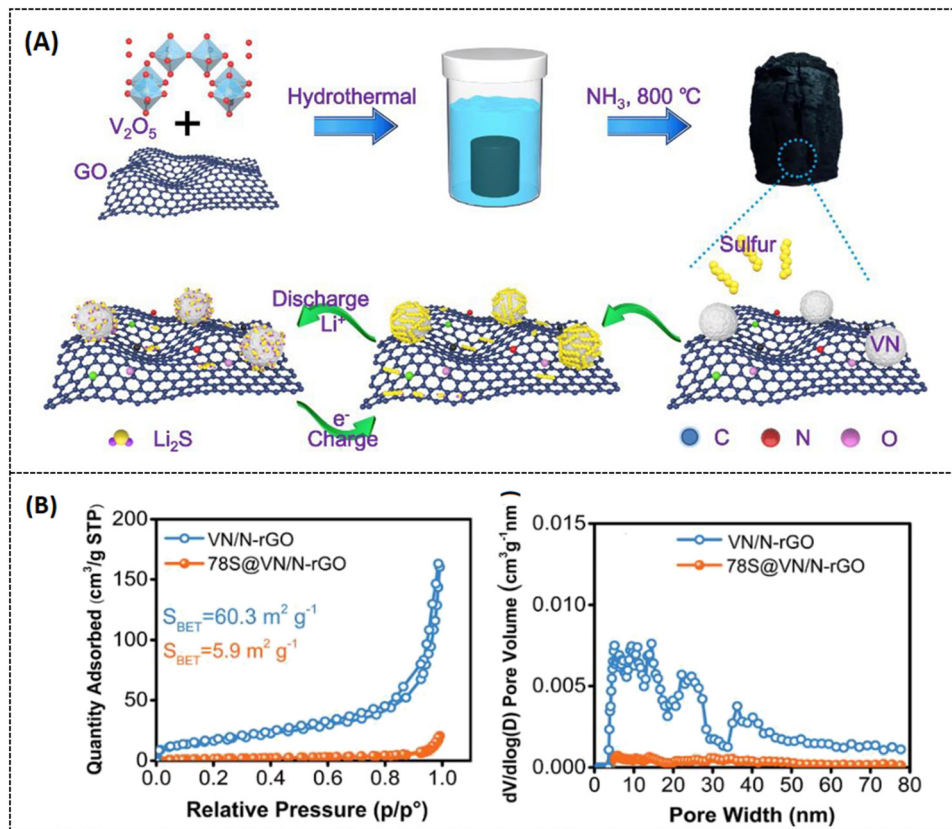 (A)
Hydrothermal
NH₃, 800 °C
V₂O₅
+
GO
Sulfur
Discharge
Li⁺
VN
e⁻
Charge
Li₂S
C
N
O
(B)
Quantity Adsorbed (cm³/g STP)
200
150
100
50
0
VN/N-rGO
78S@VN/N-rGO
S_BET=60.3 m² g⁻¹
S_BET=5.9 m² g⁻¹
0.0 0.2 0.4 0.6 0.8 1.0
Relative Pressure (p/p°)
dV/dlog(D) Pore Volume (cm³g⁻¹nm )
0.015
0.010
0.005
0.000
VN/N-rGO
78S@VN/N-rGO
0 10 20 30 40 50 60 70 80
Pore Width (nm)